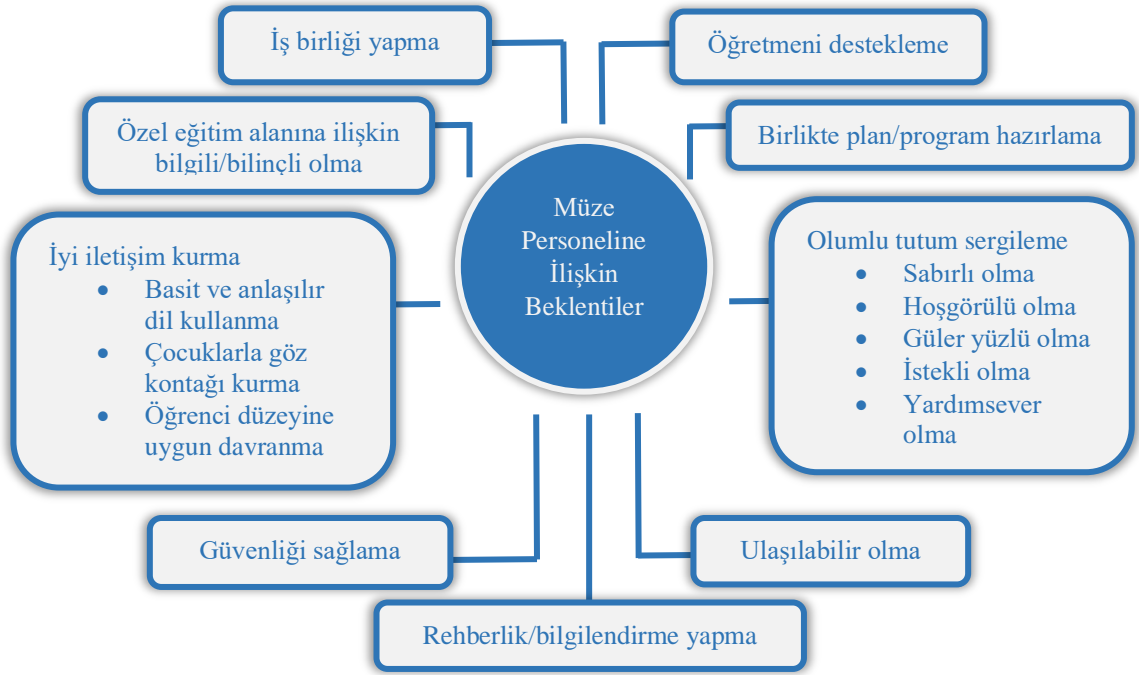 İş birliği yapma
Öğretmeni destekleme
Özel eğitim alanına ilişkin
bilgili/bilinçli olma
Birlikte plan/program hazırlama
Müze
Personeline
İlişkin
Beklentiler
İyi iletişim kurma
• Basit ve anlaşılır
dil kullanma
• Çocuklarla göz
kontağı kurma
• Öğrenci düzeyine
uygun davranma
Olumlu tutum sergileme
• Sabırlı olma
• Hoşgörülü olma
• Güler yüzlü olma
• İstekli olma
• Yardımsever
olma
Güvenliği sağlama
Ulaşılabilir olma
Rehberlik/bilgilendirme yapma